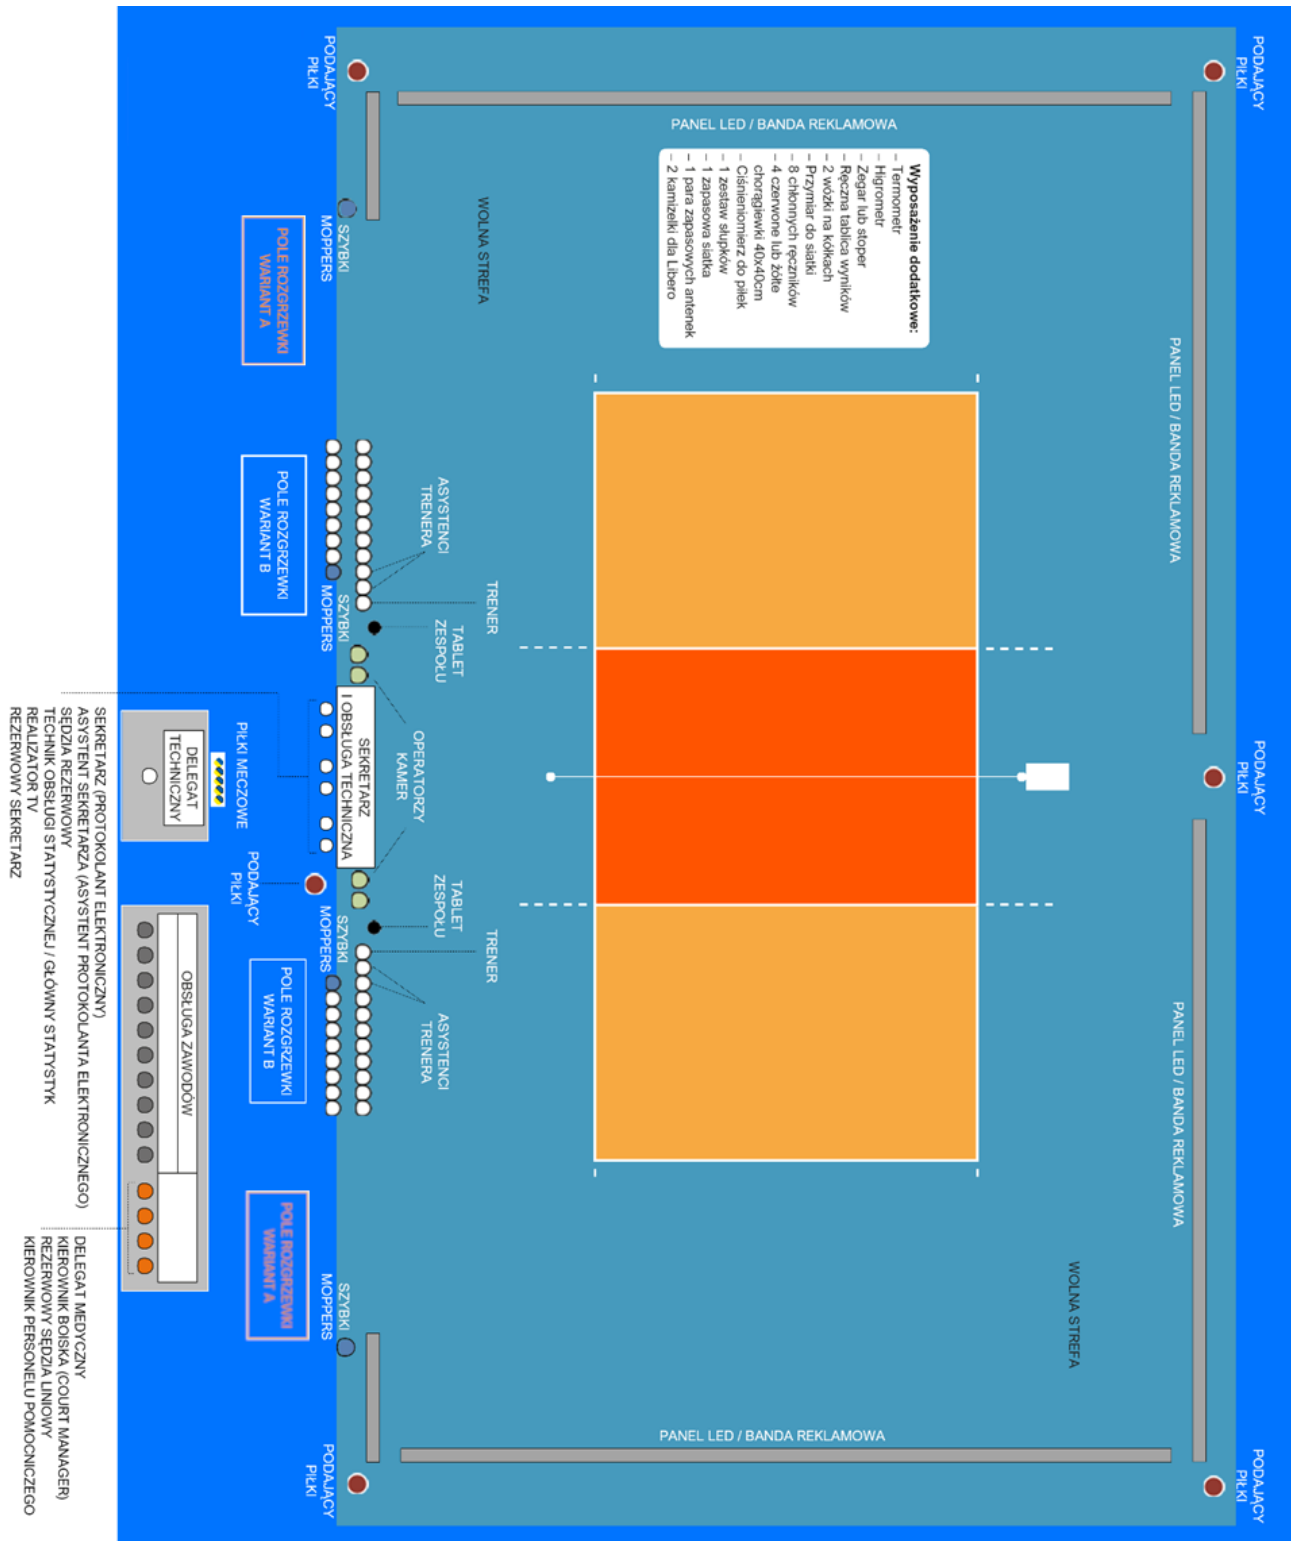 PODAJĄCY
PIŁKI
PODAJĄCY
PIŁKI
PODAJĄCY
PIŁKI
PANEL LED / BANDA REKLAMOWA
PANEL LED / BANDA REKLAMOWA
PANEL LED / BANDA REKLAMOWA
PANEL LED / BANDA REKLAMOWA
WOLNA STREFA
WOLNA STREFA
Wyposażenie dodatkowe:
– Termometr
– Higrometr
– Zegar lub stoper
– Ręczna tablica wyników
– 2 wózki na kółkach
– Przymiar do siatki
– 8 chłonnych ręczników
– 4 czerwone lub żółte
chorągiewki 40x40cm
– Ciśnieniomierz do piłek
– 1 zestaw słupków
– 1 zapasowa siatka
– 1 para zapasowych antenek
– 2 kamizelki dla Libero
TRENER
TRENER
ASYSTENCI
TRENERA
TABLET
ZESPOŁU
OPERATORZY
KAMER
TABLET
ZESPOŁU
ASYSTENCI
TRENERA
PODAJĄCY
PIŁKI
SZYBKI
MOPPERS
SZYBKI
MOPPERS
SEKRETARZ
I OBSŁUGA TECHNICZNA
SZYBKI
MOPPERS
SZYBKI
MOPPERS
PODAJĄCY
PIŁKI
POLE ROZGRZEWKI
WARIANT A
POLE ROZGRZEWKI
WARIANT B
PIŁKI MECZOWE
PODAJĄCY
PIŁKI
POLE ROZGRZEWKI
WARIANT B
POLE ROZGRZEWKI
WARIANT A
DELEGAT
TECHNICZNY
OBSŁUGA ZAWODÓW
SEKRETARZ (PROTOKOLANT ELEKTRONICZNY)
ASYSTENT SEKRETARZA (ASYSTENT PROTOKOLANTA ELEKTRONICZNEGO)
SĘDZIA REZERWOWY
TECHNIK OBSŁUGI STATYSTYCZNEJ / GŁÓWNY STATYSTYK
REALIZATOR TV
REZERWOWY SEKRETARZ
DELEGAT MEDYCZNY
KIEROWNIK BOISKA (COURT MANAGER)
REZERWOWY SĘDZIA LINIOWY
KIEROWNIK PERSONELU POMOCNICZEGO